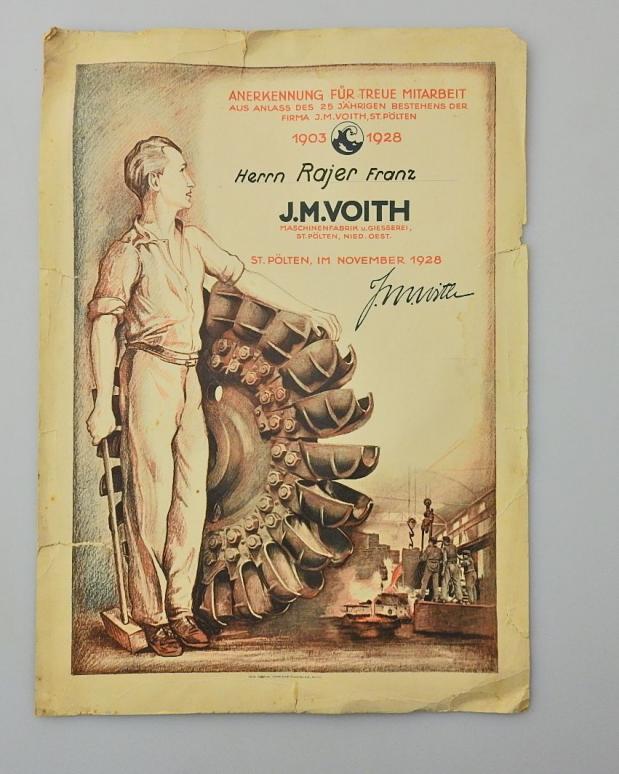 ANERKENNUNG FÜR TREUE MITARBEIT
AUS ANLASS DES 25 JÄHRIGEN BESTEHENS DER
FIRMA J.M.VOITH, ST. PÖLTEN
1903 1928
Herrn Rajer Franz
J.M.VOITH
MASCHINENFABRIK u. GIESSEREI,
ST. PÖLTEN, NIED. OEST.
ST. PÖLTEN, IM NOVEMBER 1928
J.M.Voith